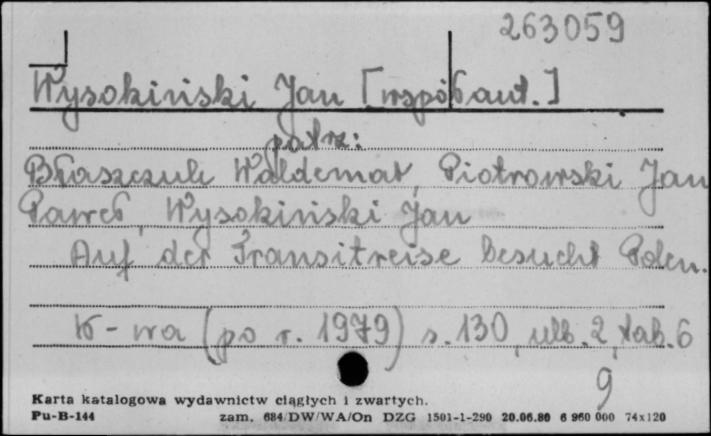 263059
Wysokiński Jan [współaut.]
patrz:
Błaszczuk Waldemar, Piotrowski Jan
Paweł, Wysokiński Jan
Auf der Transitreise besucht Polen.
W-wa (po r. 1979) s. 130, ulb. 2, tab. 6
9
Karta katalogowa wydawnictw ciągłych i zwartych.
Pu-B-144 zam. 684/DW/WA/On DZG 1501-1-290 20.06.80 6 960 000 74x120